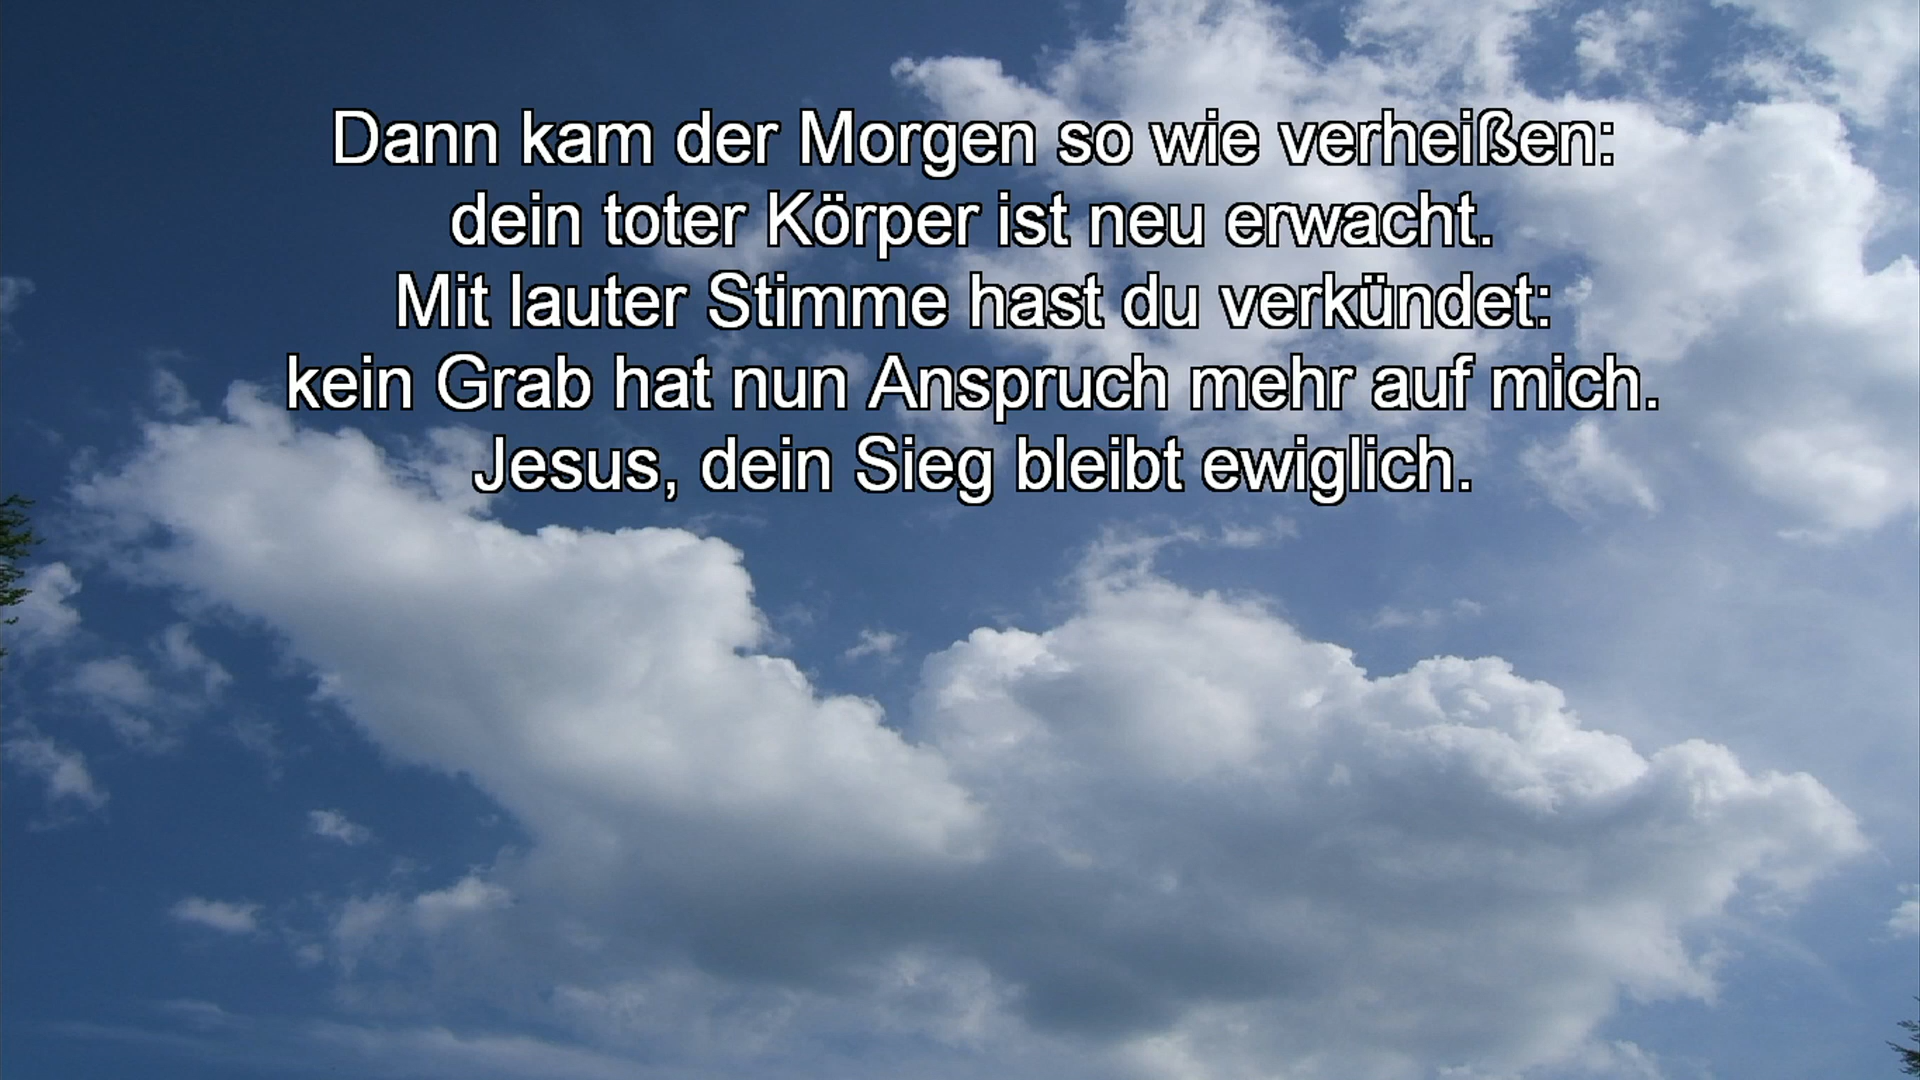 Dann kam der Morgen so wie verheißen:
dein toter Körper ist neu erwacht.
Mit lauter Stimme hast du verkündet:
kein Grab hat nun Anspruch mehr auf mich.
Jesus, dein Sieg bleibt ewiglich.